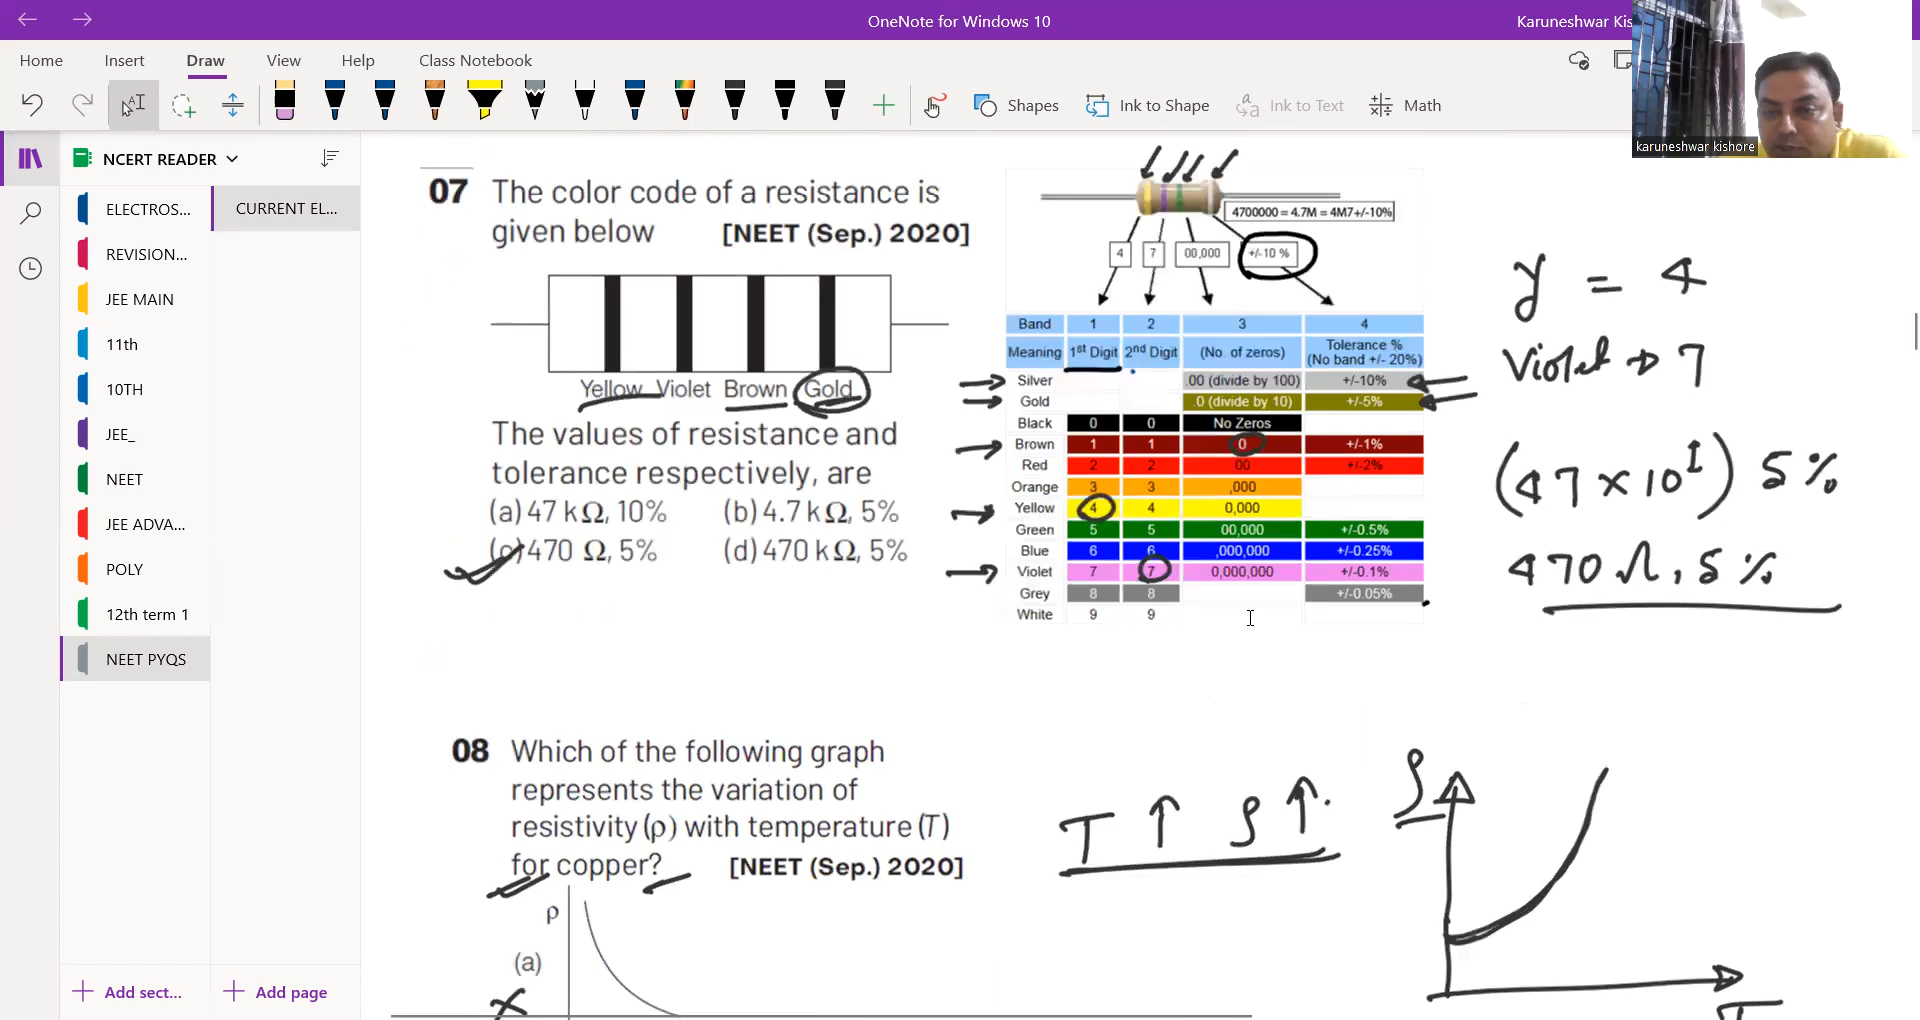 OneNote for Windows 10
Karuneshwar Kis
karuneshwar kishore
Home Insert Draw View Help Class Notebook
Shapes Ink to Shape Ink to Text Math
NCERT READER
ELECTROS...
REVISION...
JEE MAIN
11th
10TH
JEE_
NEET
JEE ADVA...
POLY
12th term 1
NEET PYQS
Add sect...
CURRENT EL...
Add page
07 The color code of a resistance is
given below [NEET (Sep.) 2020]
Yellow Violet Brown Gold
The values of resistance and
tolerance respectively, are
(a) 47 kΩ, 10% (b) 4.7 kΩ, 5%
(c) 470 Ω, 5% (d) 470 kΩ, 5%
4700000 = 4.7M = 4M7+/-10%
4 7 00,000 +/-10 %
Band 1 2 3 4
Meaning 1st Digit 2nd Digit (No. of zeros) Tolerance % (No band +/- 20%)
Silver .00 (divide by 100) +/-10%
Gold .0 (divide by 10) +/-5%
Black 0 0 No Zeros
Brown 1 1 0 +/-1%
Red 2 2 00 +/-2%
Orange 3 3 ,000
Yellow 4 4 0,000
Green 5 5 00,000 +/-0.5%
Blue 6 6 ,000,000 +/-0.25%
Violet 7 7 0,000,000 +/-0.1%
Grey 8 8 +/-0.05%
White 9 9
y = 4
Violet → 7
(47 × 10¹) 5 %
470 Ω, 5 %
08 Which of the following graph
represents the variation of
resistivity (ρ) with temperature (T)
for copper? [NEET (Sep.) 2020]
ρ
(a)
T ↑ ρ ↑
ρ
T